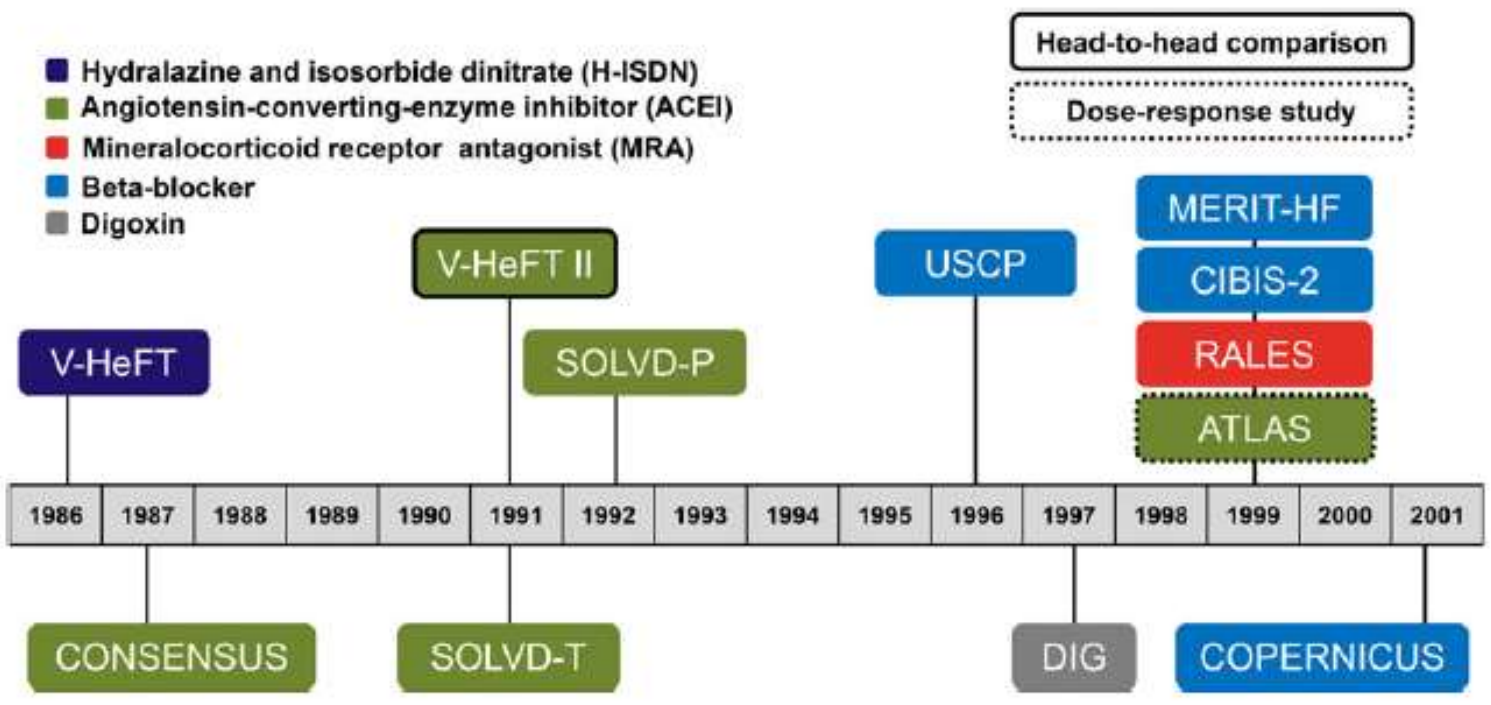 Hydralazine and isosorbide dinitrate (H-ISDN)
Angiotensin-converting-enzyme inhibitor (ACEI)
Mineralocorticoid receptor antagonist (MRA)
Beta-blocker
Digoxin
Head-to-head comparison
Dose-response study
MERIT-HF
V-HeFT II
USCP
CIBIS-2
V-HeFT
SOLVD-P
RALES
ATLAS
1986 1987 1988 1989 1990 1991 1992 1993 1994 1995 1996 1997 1998 1999 2000 2001
CONSENSUS
SOLVD-T
DIG
COPERNICUS